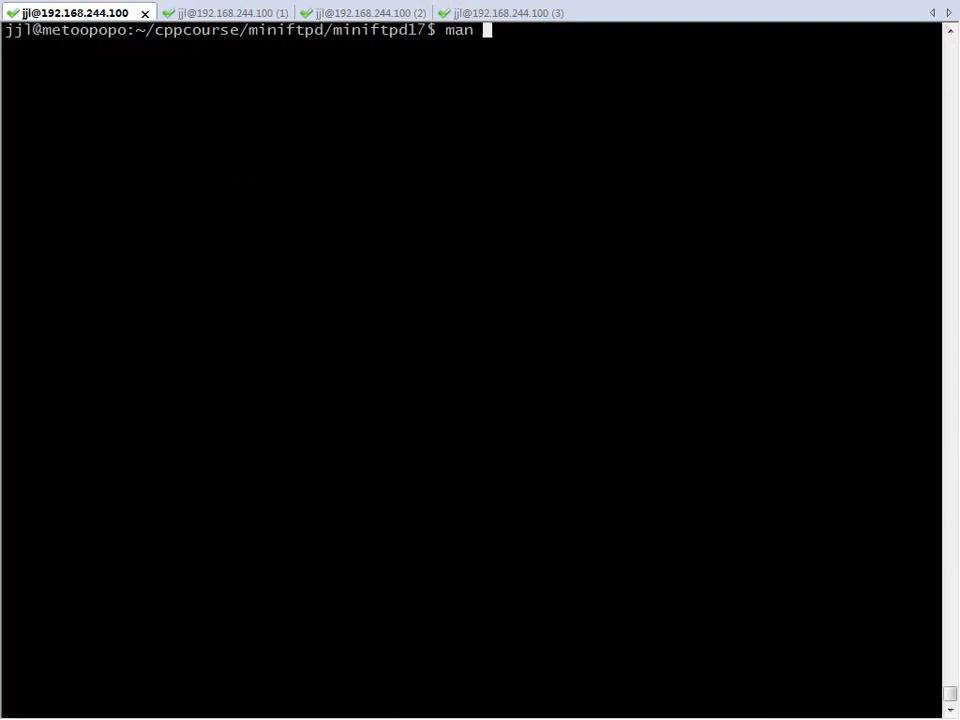 jjl@192.168.244.100 jjl@192.168.244.100 (1) jjl@192.168.244.100 (2) jjl@192.168.244.100 (3)
jjl@metoopopo:~/cppcourse/miniftpd/miniftpd17$ man